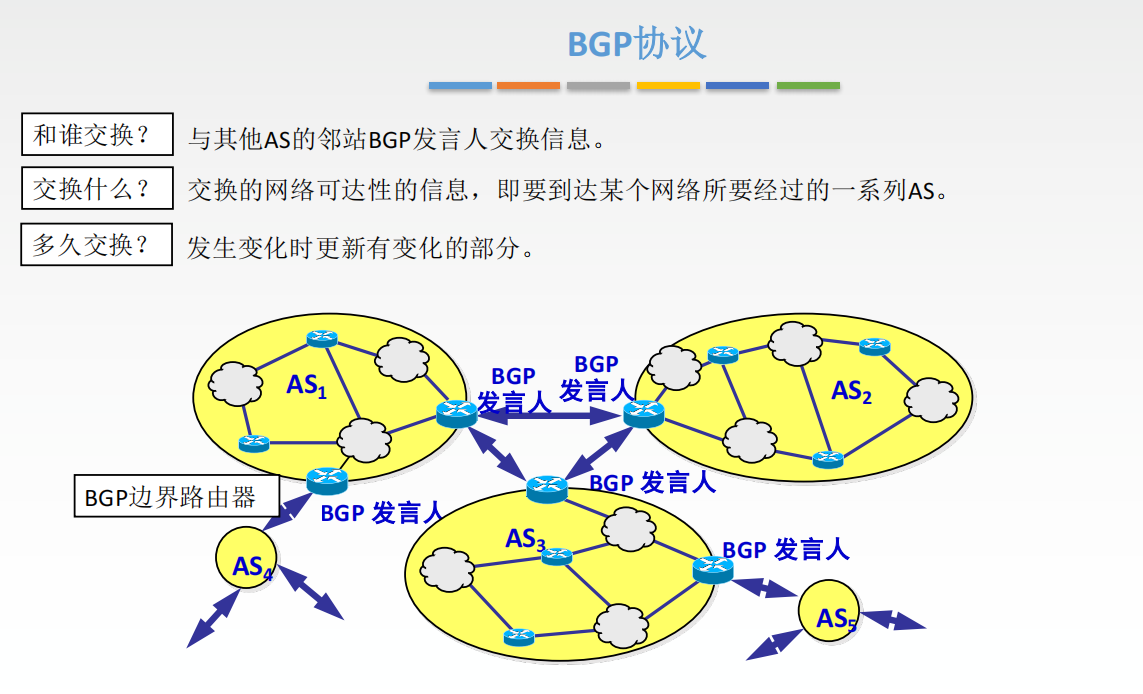 BGP协议
和谁交换？
与其他AS的邻站BGP发言人交换信息。
交换什么？
交换的网络可达性的信息，即要到达某个网络所要经过的一系列AS。
多久交换？
发生变化时更新有变化的部分。
AS1
BGP
发言人
BGP
发言人
AS2
BGP边界路由器
BGP 发言人
BGP 发言人
AS3
BGP 发言人
AS4
AS5